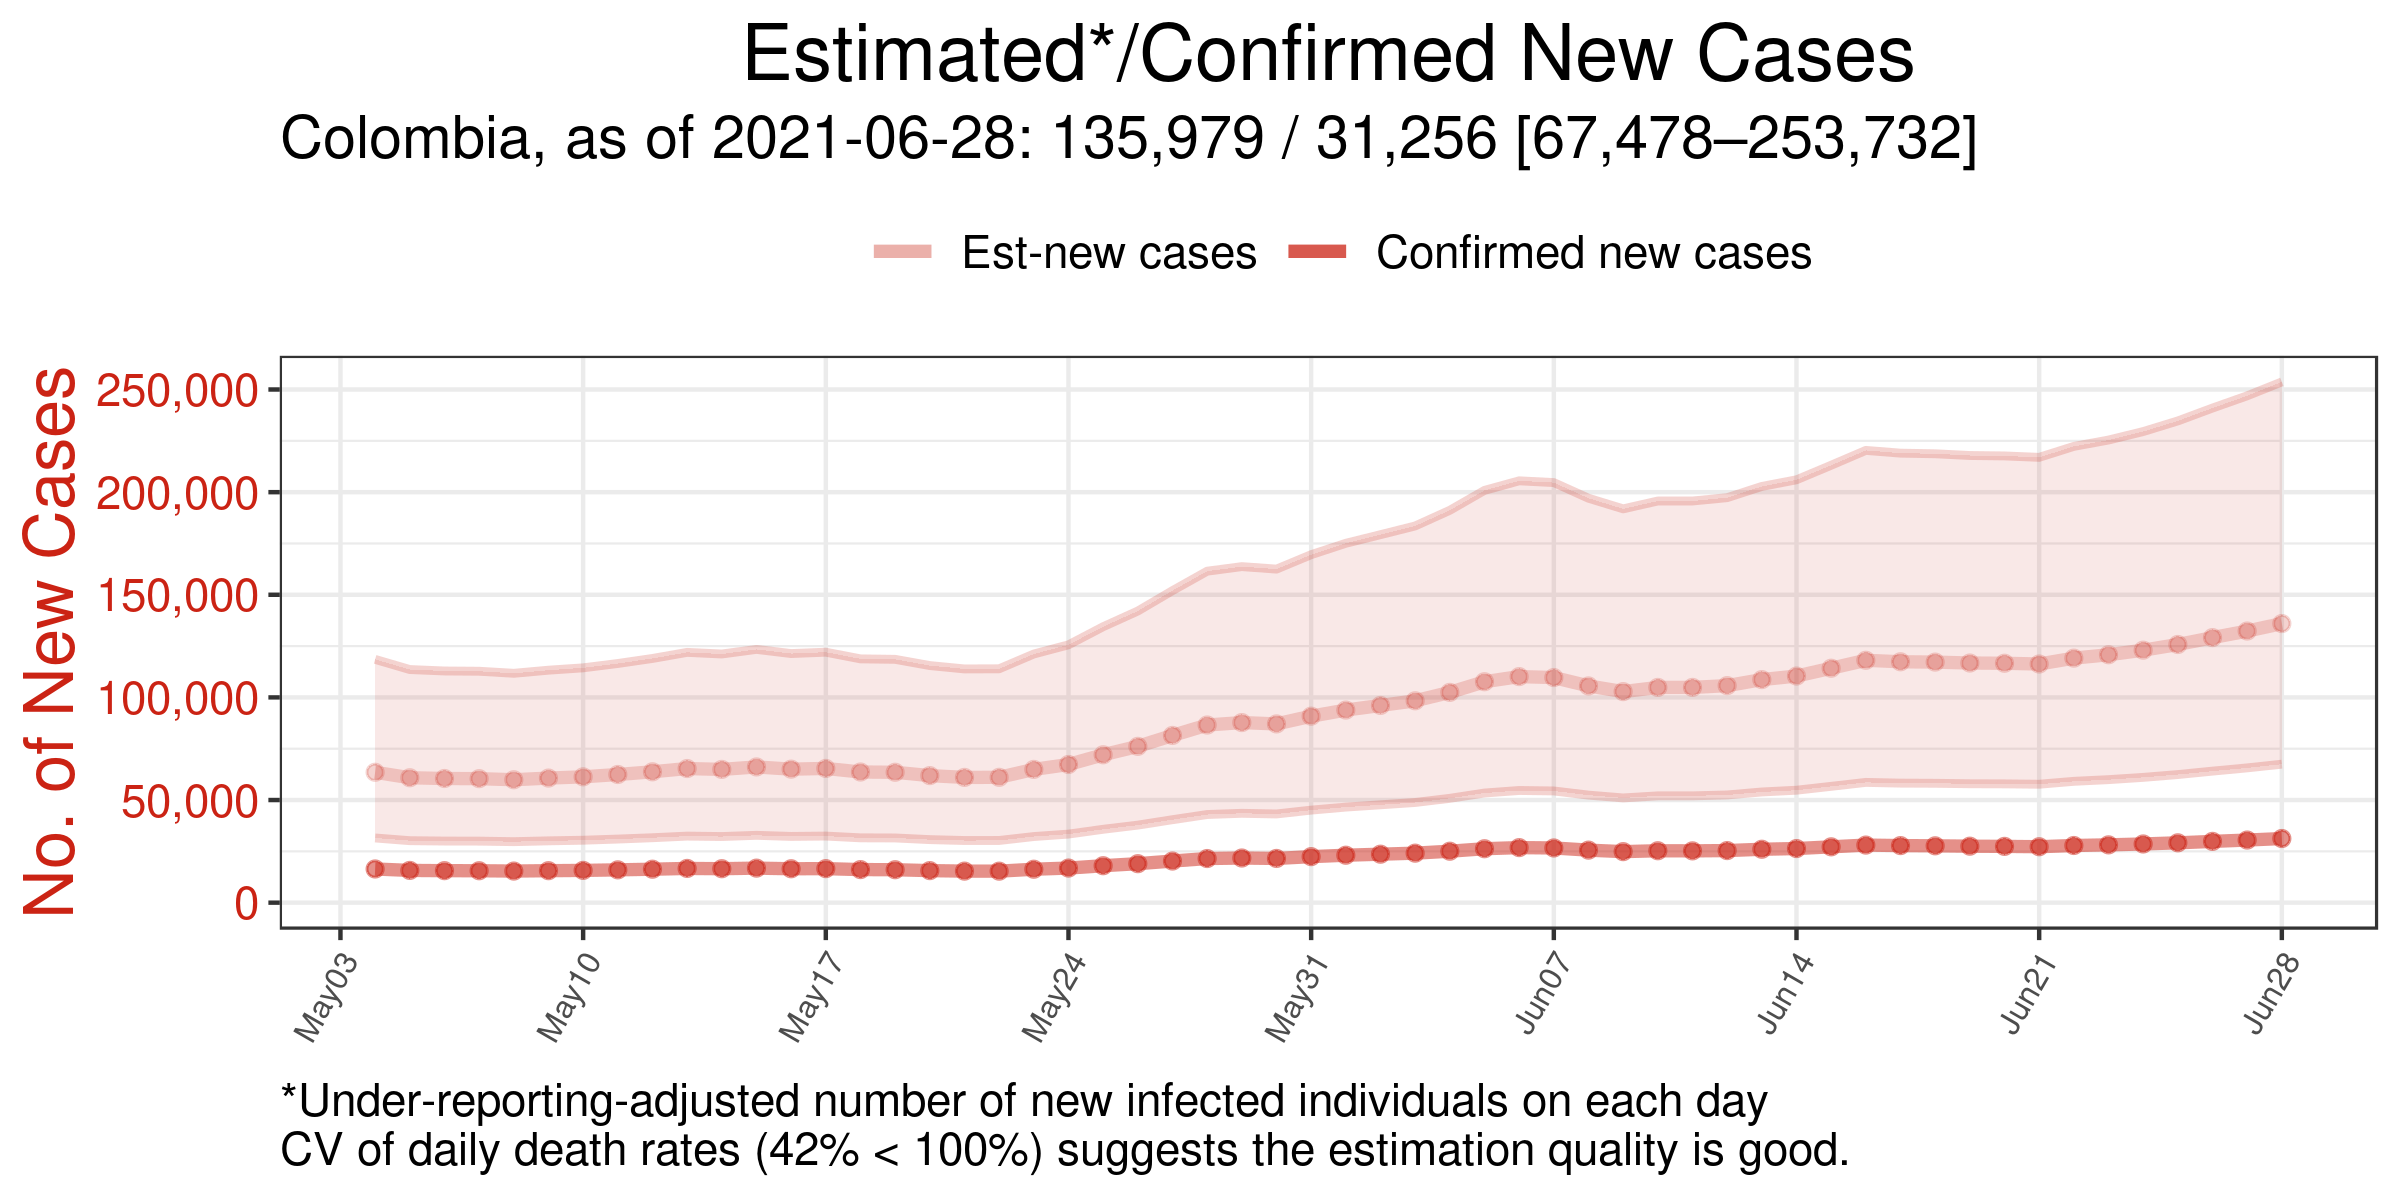 Estimated*/Confirmed New Cases
Colombia, as of 2021-06-28: 135,979 / 31,256 [67,478–253,732]
Est-new cases
Confirmed new cases
No. of New Cases
250,000
200,000
150,000
100,000
50,000
0
May03
May10
May17
May24
May31
Jun07
Jun14
Jun21
Jun28
*Under-reporting-adjusted number of new infected individuals on each day
CV of daily death rates (42% < 100%) suggests the estimation quality is good.